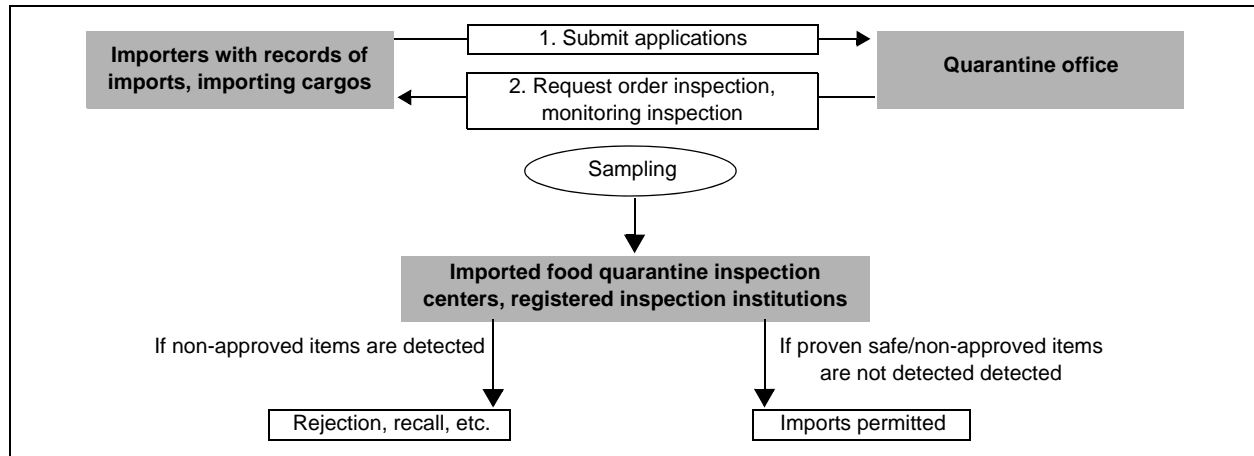 1. Submit applications
Importers with records of
imports, importing cargos
Quarantine office
2. Request order inspection,
monitoring inspection
Sampling
Imported food quarantine inspection
centers, registered inspection institutions
If non-approved items are detected
If proven safe/non-approved items
are not detected detected
Rejection, recall, etc.
Imports permitted